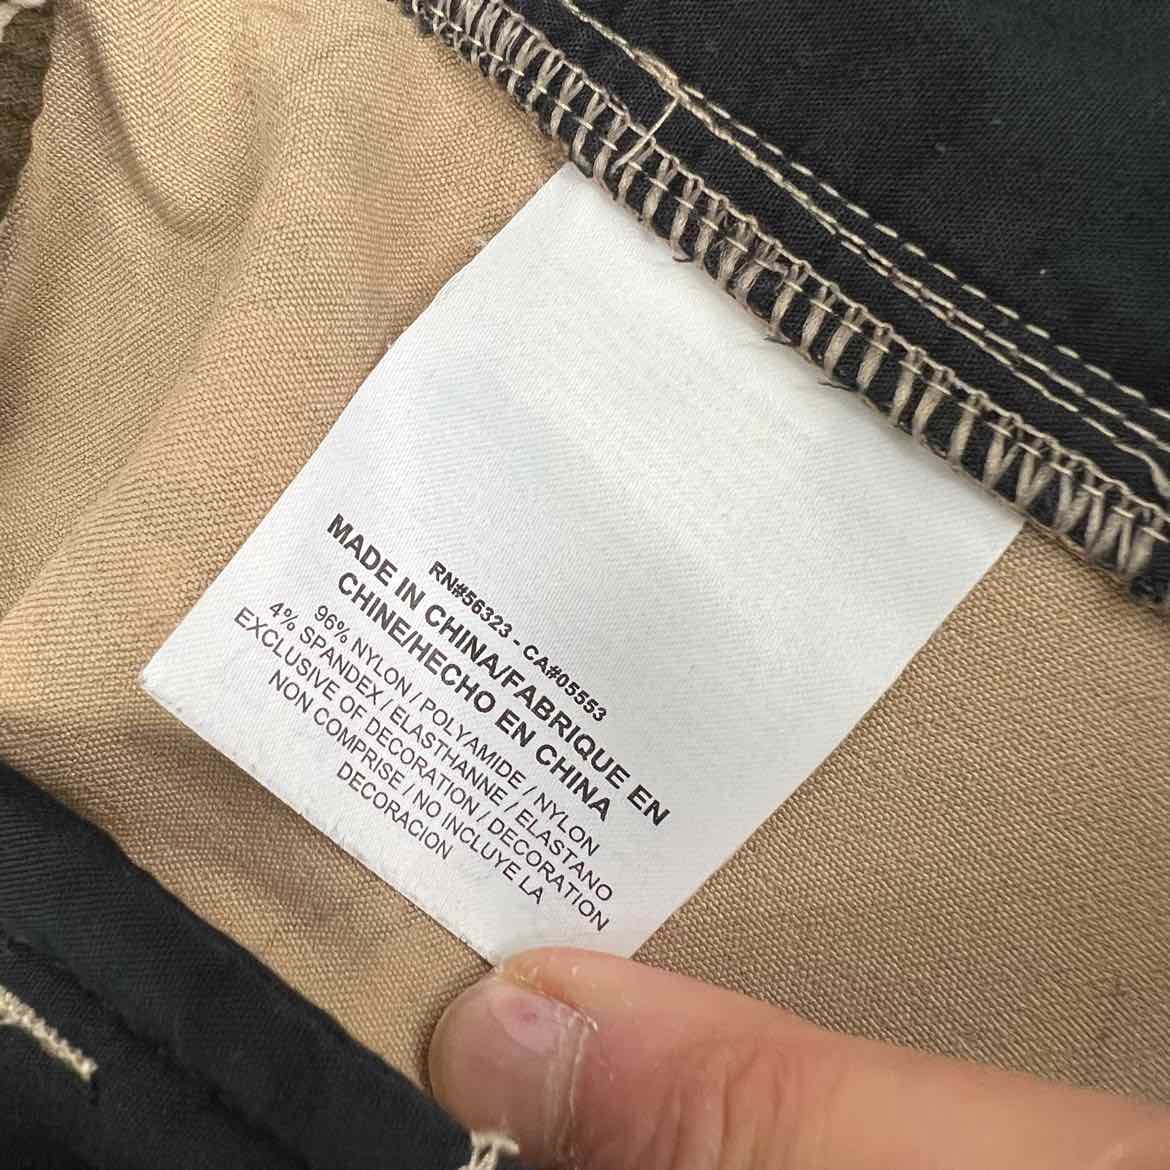 RN#56323 - CA#05553
MADE IN CHINA/FABRIQUE EN
CHINE/HECHO EN CHINA
96% NYLON / POLYAMIDE / NYLON
4% SPANDEX / ELASTHANNE / ELASTANO
EXCLUSIVE OF DECORATION / DECORATION
NON COMPRISE / NO INCLUYE LA
DECORACION